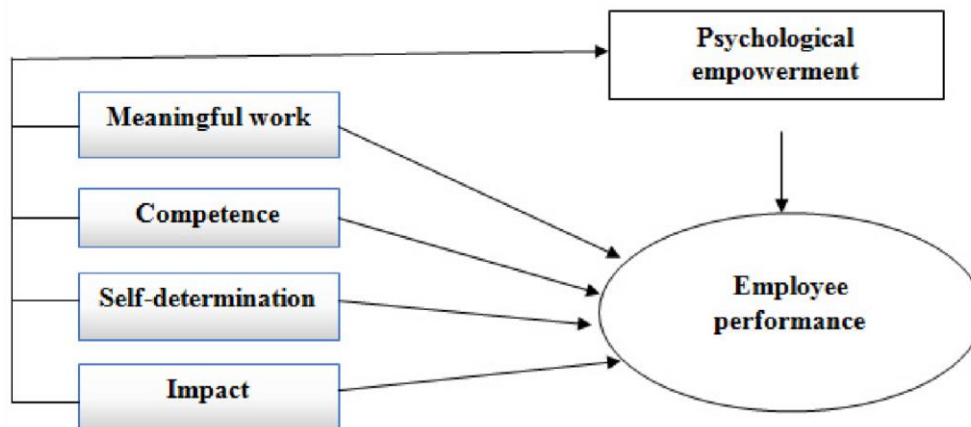 Psychological
empowerment
Meaningful work
Competence
Self-determination
Impact
Employee
performance